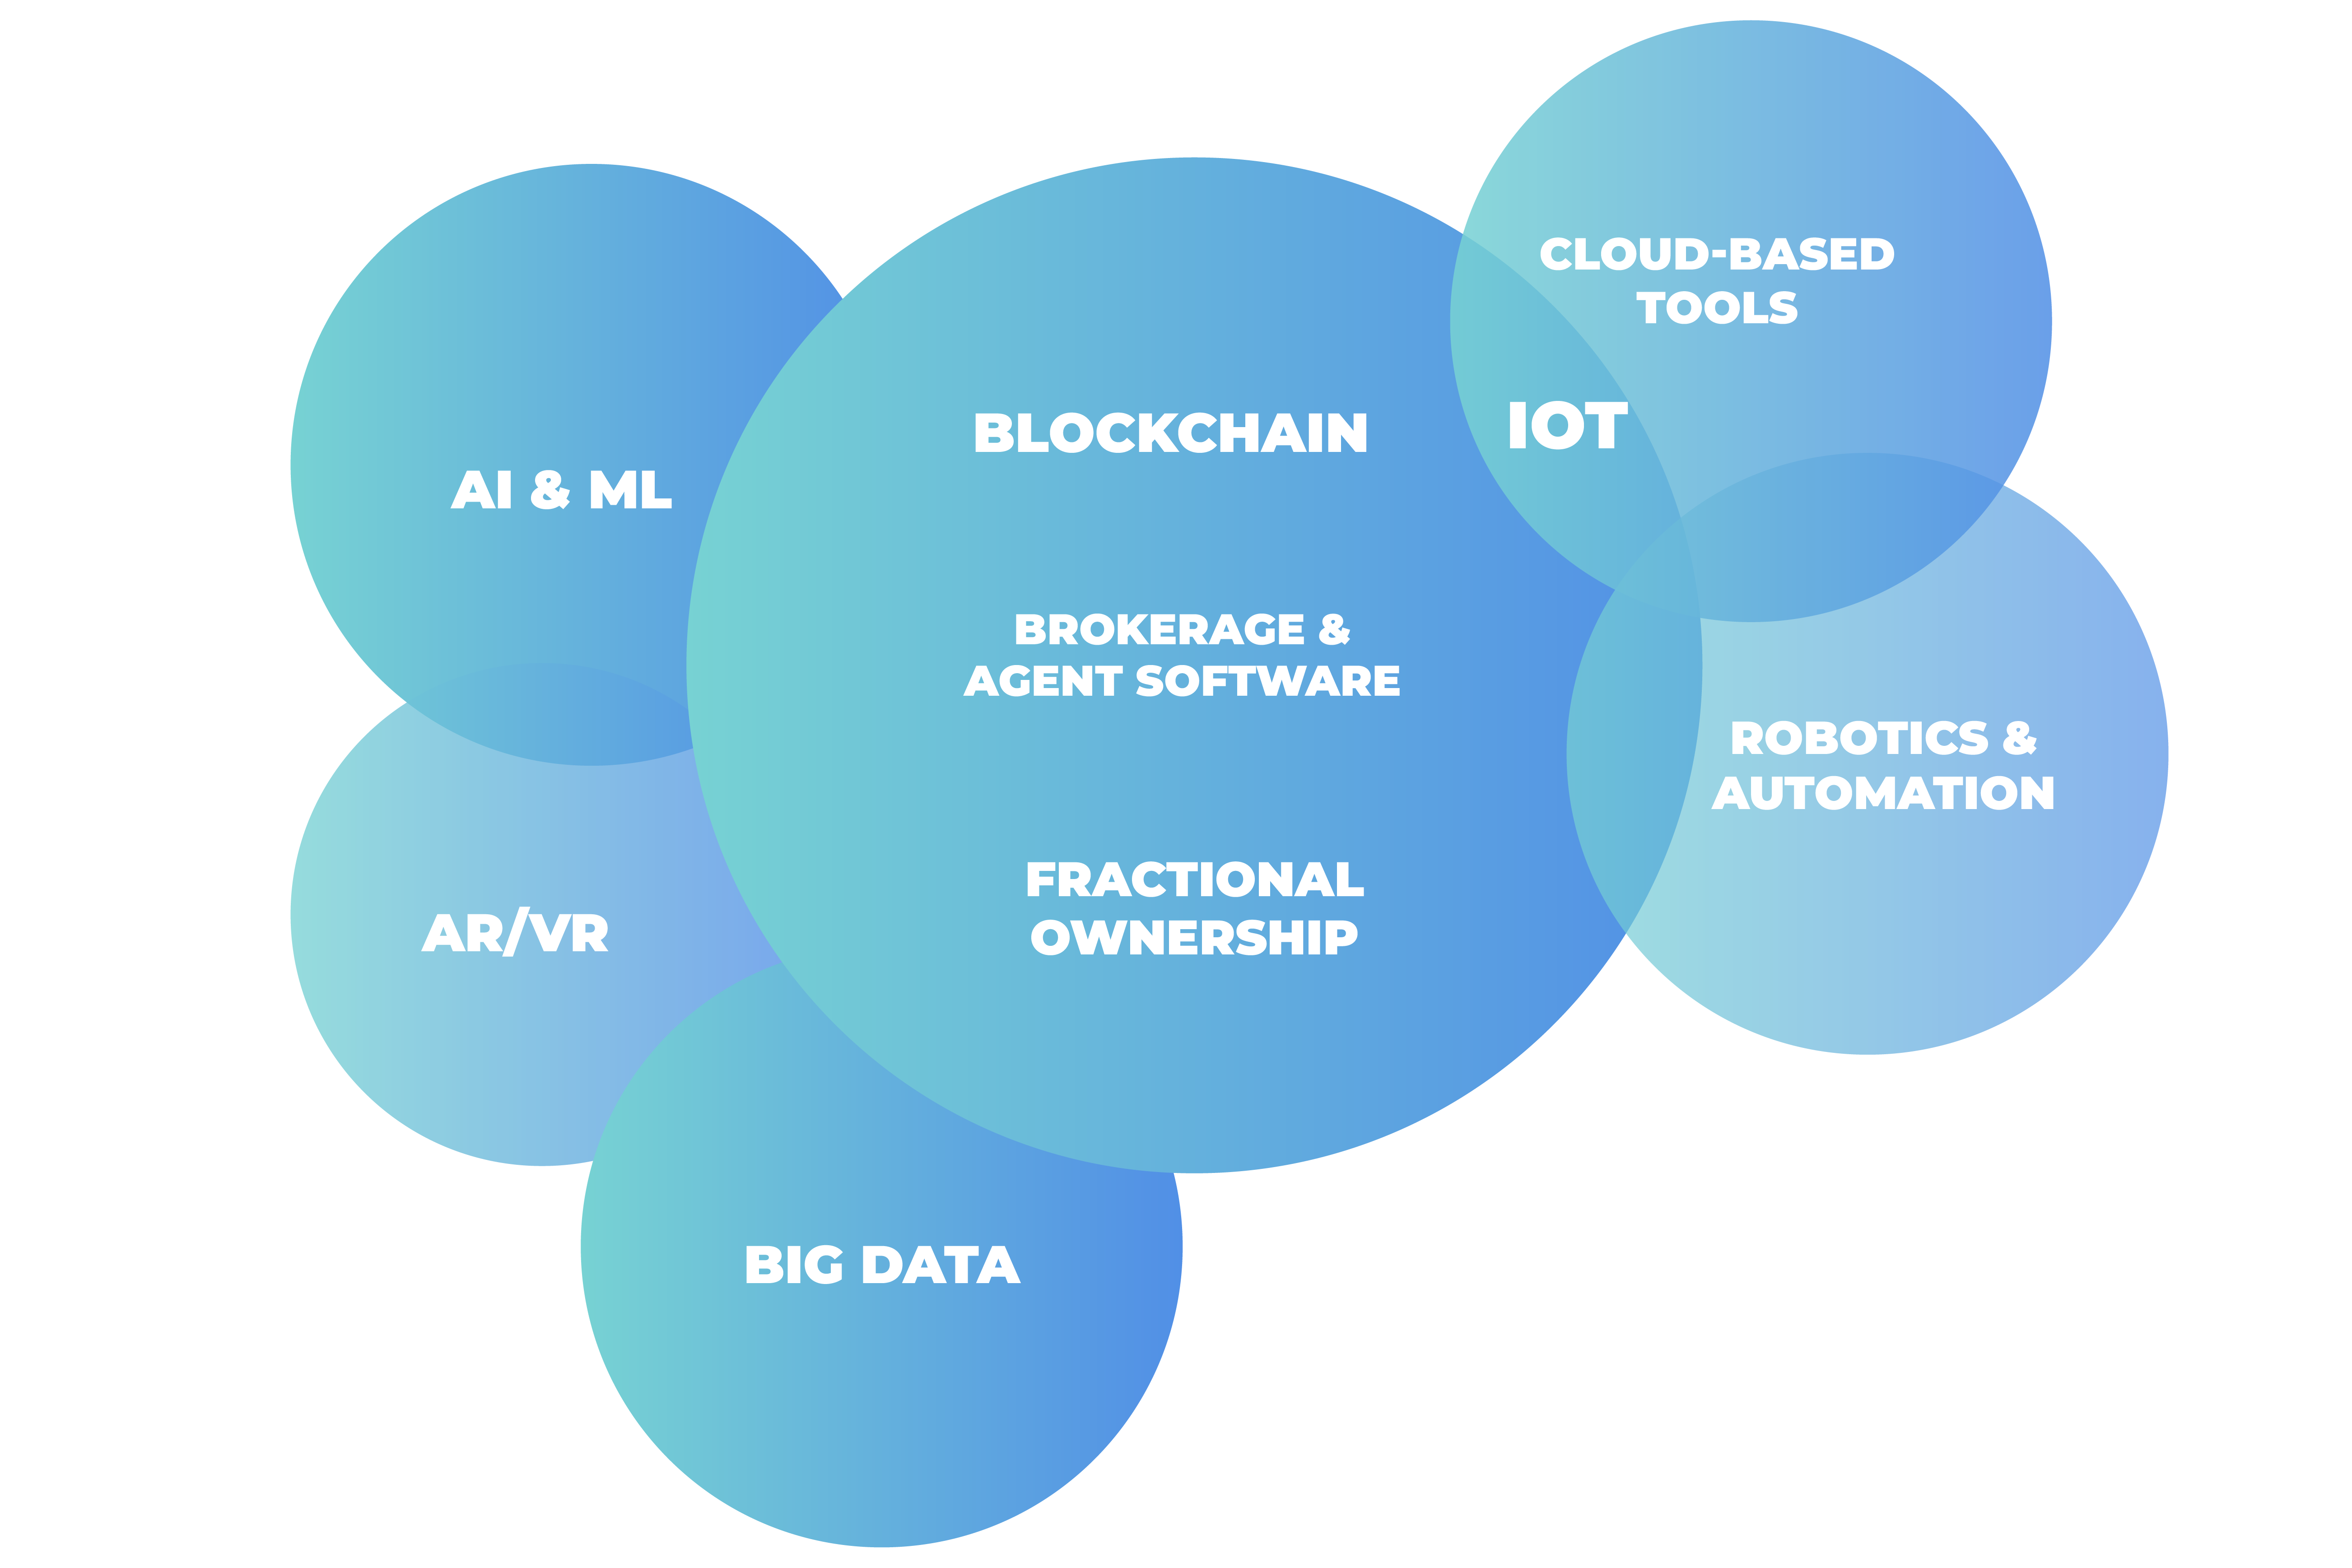 CLOUD-BASED
TOOLS
IOT
BLOCKCHAIN
AI & ML
BROKERAGE &
AGENT SOFTWARE
ROBOTICS &
AUTOMATION
FRACTIONAL
OWNERSHIP
AR/VR
BIG DATA